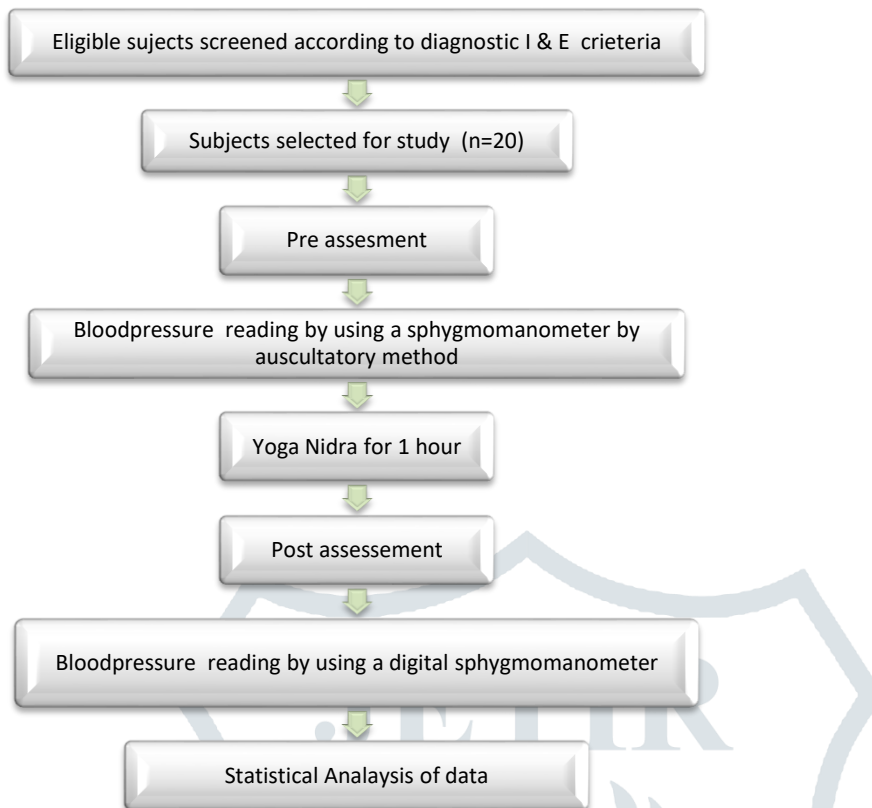 Eligible sujects screened according to diagnostic I & E crieteria
Subjects selected for study (n=20)
Pre assesment
Bloodpressure reading by using a sphygmomanometer by
auscultatory method
Yoga Nidra for 1 hour
Post assessement
Bloodpressure reading by using a digital sphygmomanometer
Statistical Analaysis of data